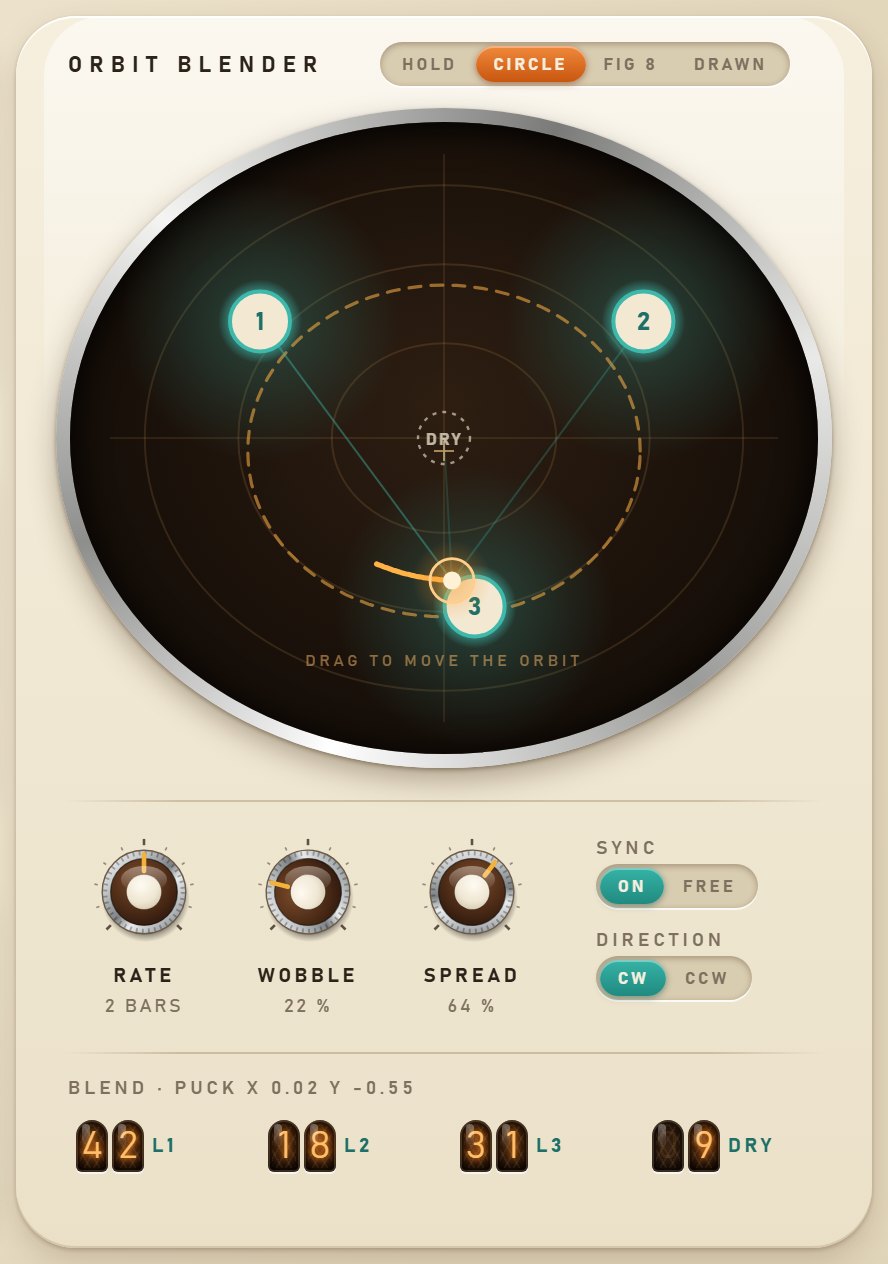 ORBIT BLENDER
HOLD CIRCLE FIG 8 DRAWN
1 2
DRY
3
DRAG TO MOVE THE ORBIT
RATE WOBBLE SPREAD
2 BARS 22 % 64 %
SYNC
ON FREE
DIRECTION
CW CCW
BLEND · PUCK X 0.02 Y -0.55
42 L1 18 L2 31 L3 9 DRY